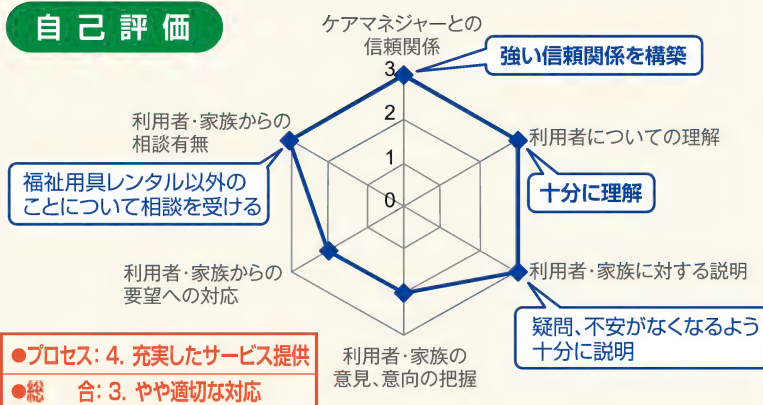 自己評価
ケアマネジャーとの
信頼関係
強い信頼関係を構築
3
2
1
0
利用者・家族からの
相談有無
利用者についての理解
福祉用具レンタル以外の
ことについて相談を受ける
十分に理解
利用者・家族からの
要望への対応
利用者・家族に対する説明
疑問、不安がなくなるよう
十分に説明
利用者・家族の
意見、意向の把握
●プロセス: 4. 充実したサービス提供
●総　合: 3. やや適切な対応